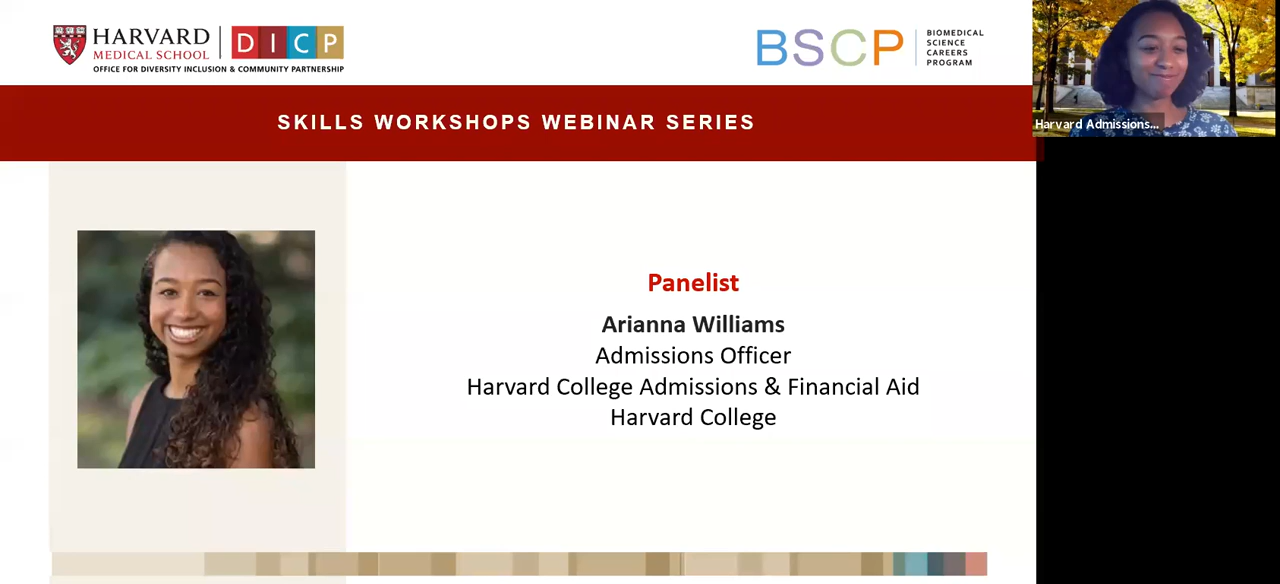 HARVARD
MEDICAL SCHOOL
DICP
OFFICE FOR DIVERSITY INCLUSION & COMMUNITY PARTNERSHIP
BSCP
BIOMEDICAL
SCIENCE
CAREERS
PROGRAM
Harvard Admissions...
SKILLS WORKSHOPS WEBINAR SERIES
Panelist
Arianna Williams
Admissions Officer
Harvard College Admissions & Financial Aid
Harvard College